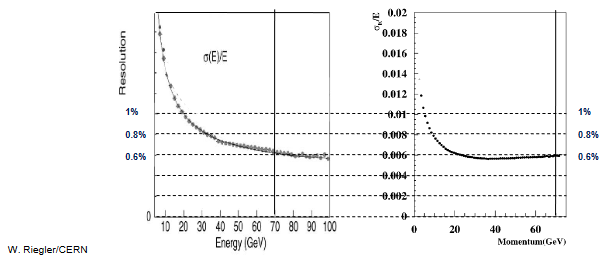 Resolution
σ(E)/E
1%
0.8%
0.6%
0
10 20 30 40 50 60 70 80 90 100
Energy (GeV)
σE/E
0.02
0.018
0.016
0.014
0.012
0.01
0.008
0.006
0.004
0.002
0
0 20 40 60
Momentum(GeV)
1%
0.8%
0.6%
W. Riegler/CERN